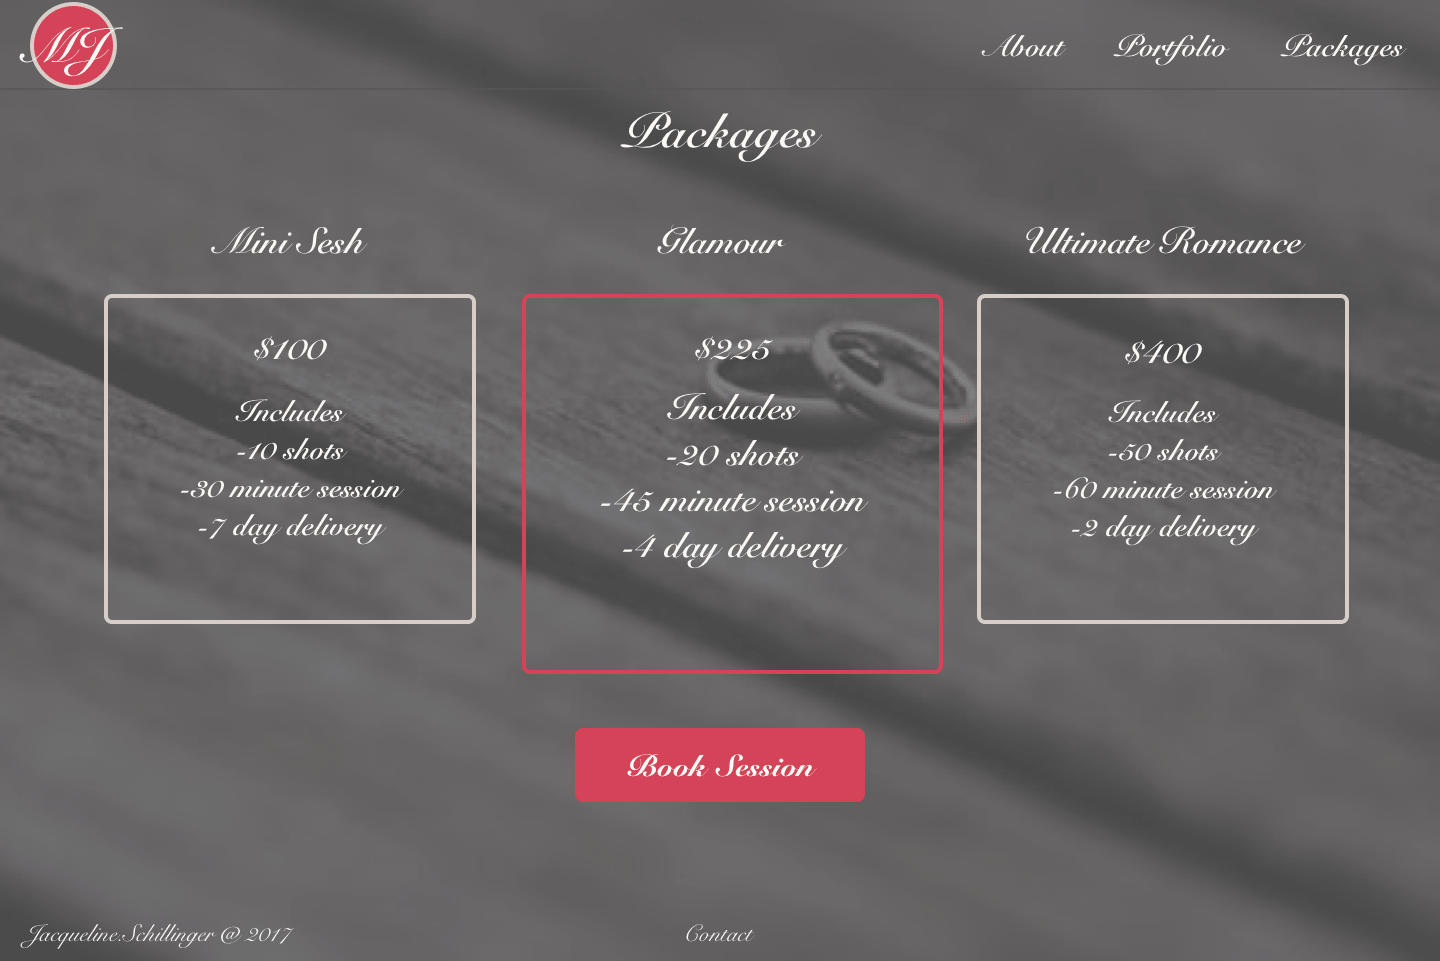 MJ
About Portfolio Packages
Packages
Mini Sesh
$100
Includes
-10 shots
-30 minute session
-7 day delivery
Glamour
$225
Includes
-20 shots
-45 minute session
-4 day delivery
Ultimate Romance
$400
Includes
-50 shots
-60 minute session
-2 day delivery
Book Session
Jacqueline Schillinger @ 2017
Contact